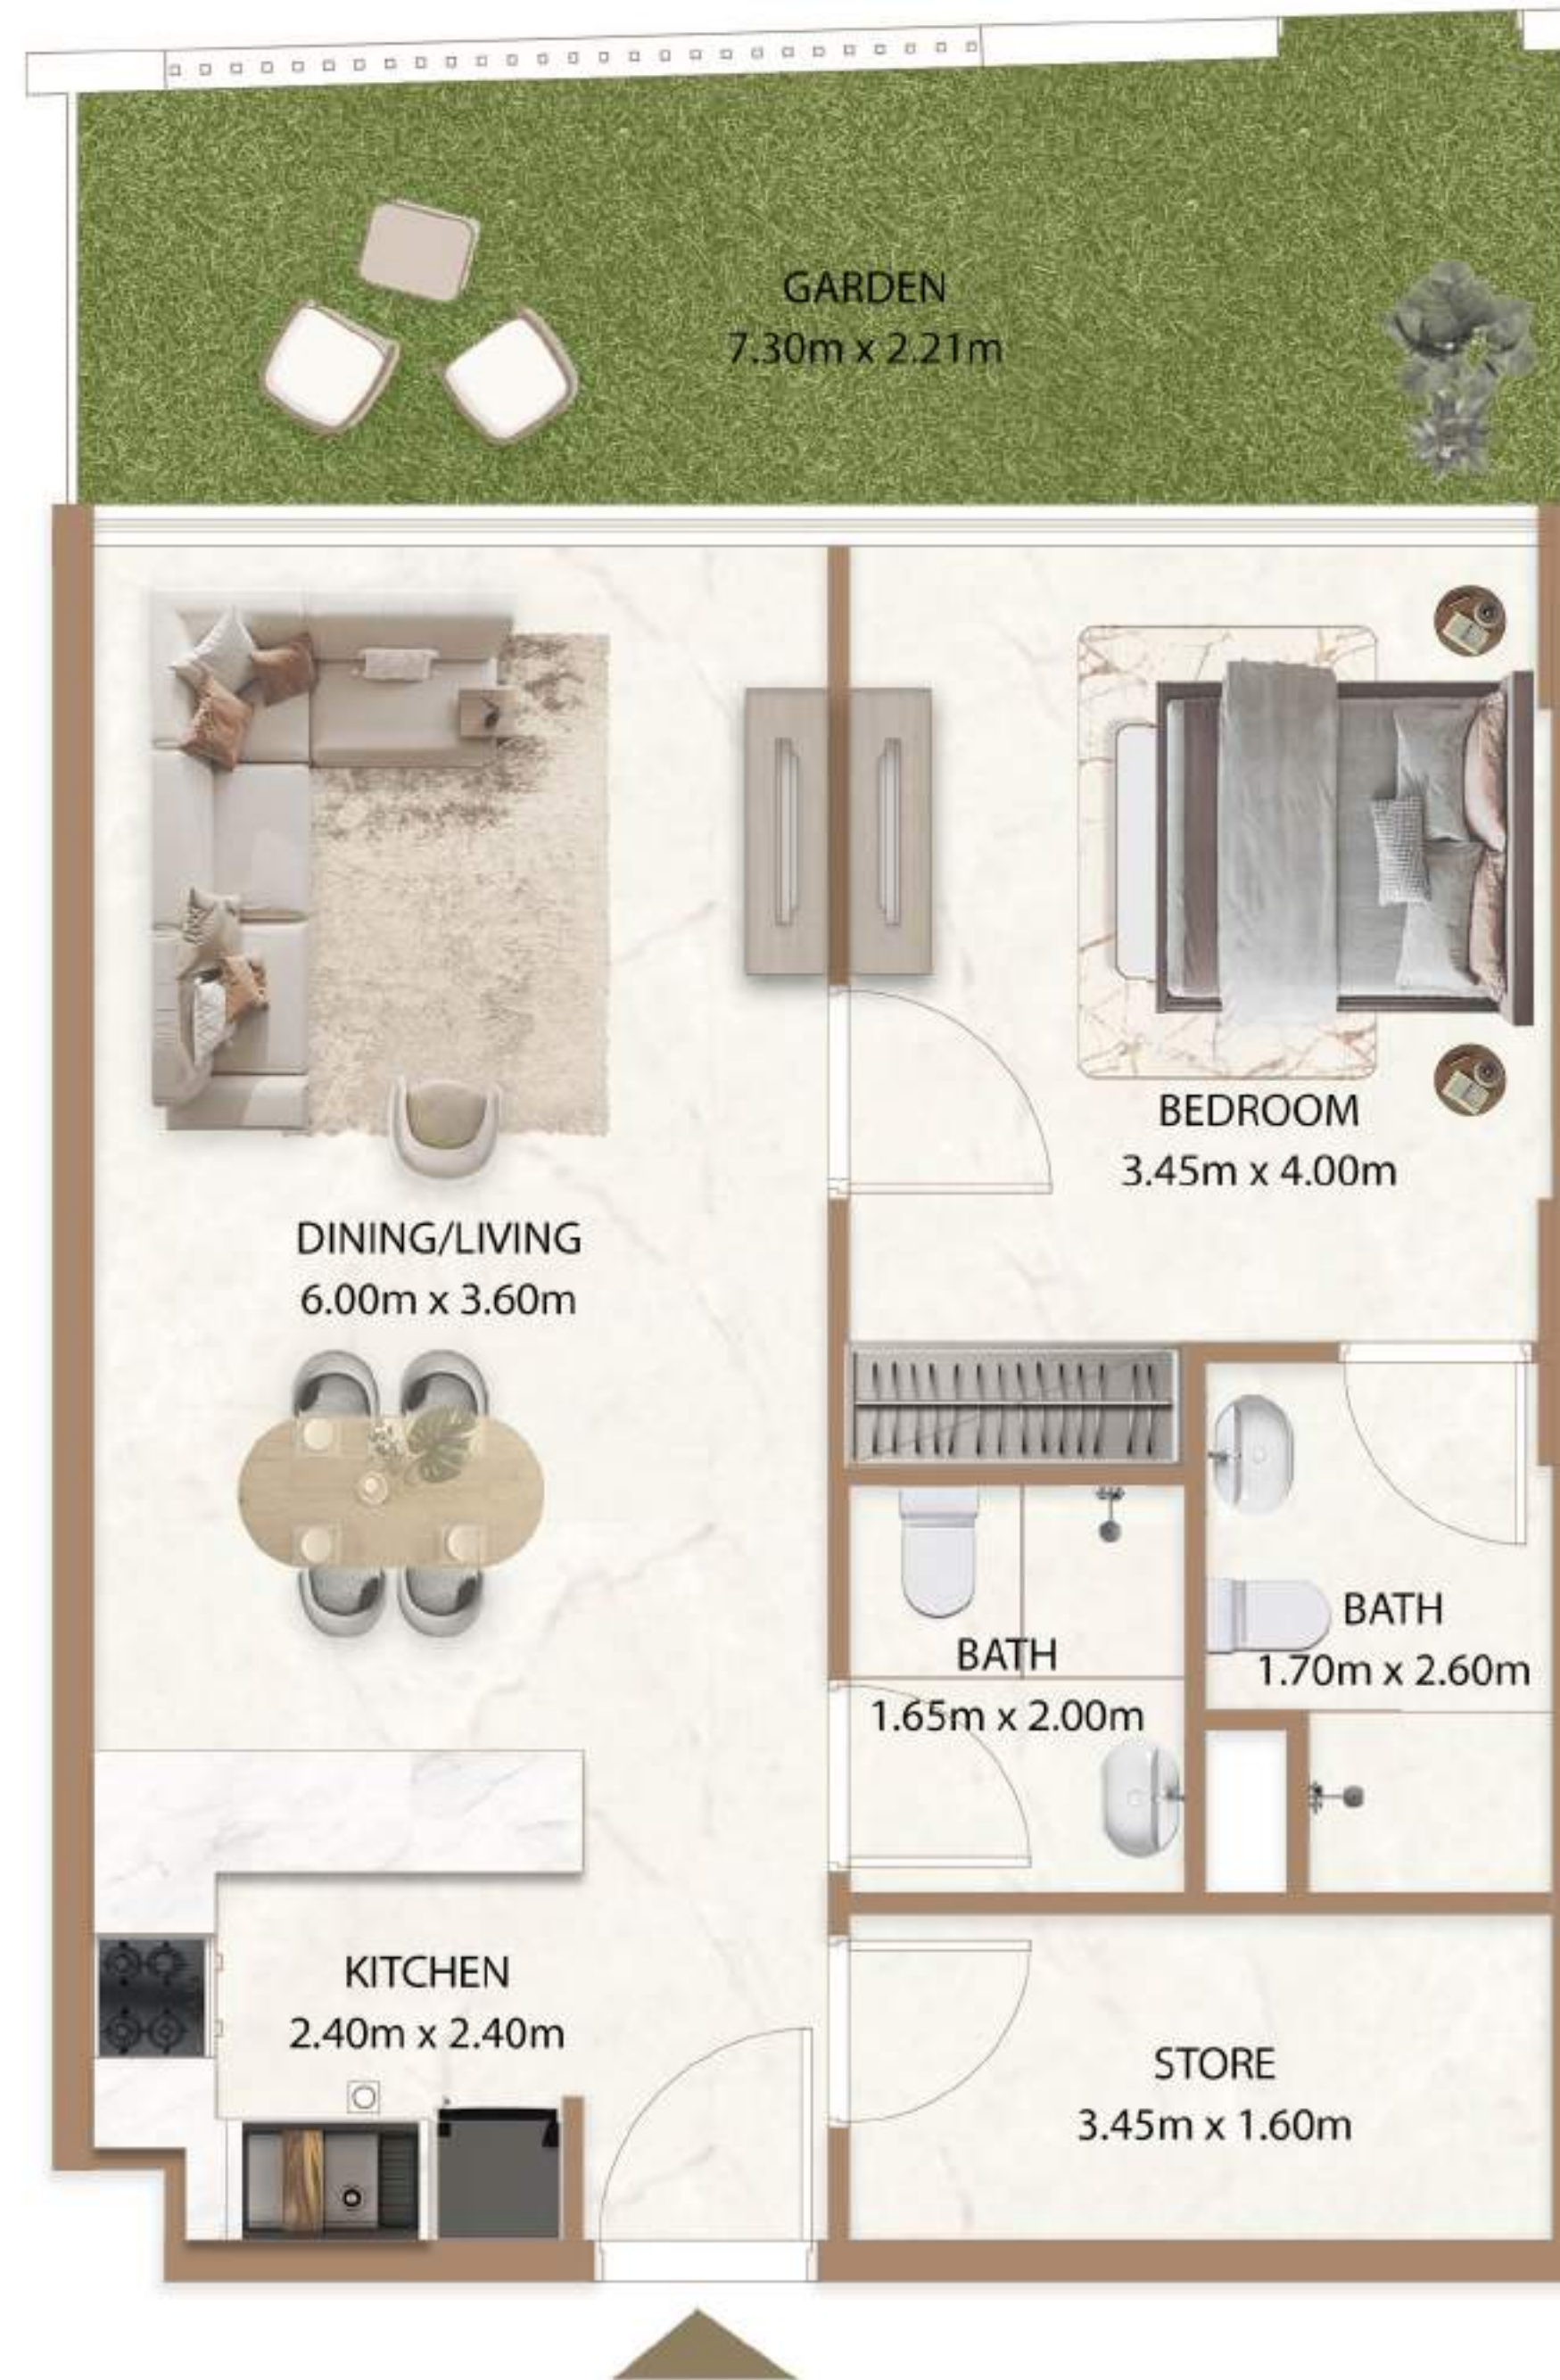 GARDEN
7.30m x 2.21m
BEDROOM
3.45m x 4.00m
DINING/LIVING
6.00m x 3.60m
BATH
1.70m x 2.60m
BATH
1.65m x 2.00m
KITCHEN
2.40m x 2.40m
STORE
3.45m x 1.60m